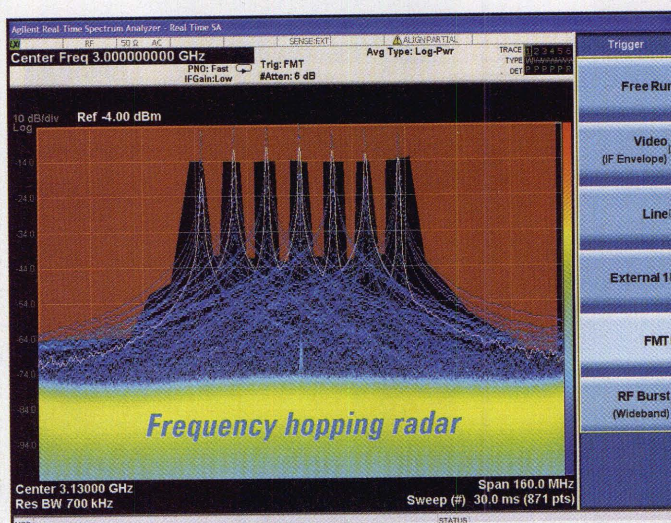 Agilent Real Time Spectrum Analyzer - Real Time SA
RF 50 Ω AC SENSE:EXT ⚠ ALIGN PARTIAL
Center Freq 3.000000000 GHz
PNO: Fast
IFGain:Low
Trig: FMT
#Atten: 6 dB
Avg Type: Log-Pwr
TRACE 1 2 3 4 5 6
TYPE
DET P P P P P P
10 dB/div Ref -4.00 dBm
Log
-14.0
-24.0
-34.0
-44.0
-54.0
-64.0
-74.0
-84.0
-94.0
Frequency hopping radar
Center 3.13000 GHz
Res BW 700 kHz
Span 160.0 MHz
Sweep (#) 30.0 ms (871 pts)
STATUS
Trigger
Free Run
Video
(IF Envelope)
Line
External 1
FMT
RF Burst
(Wideband)